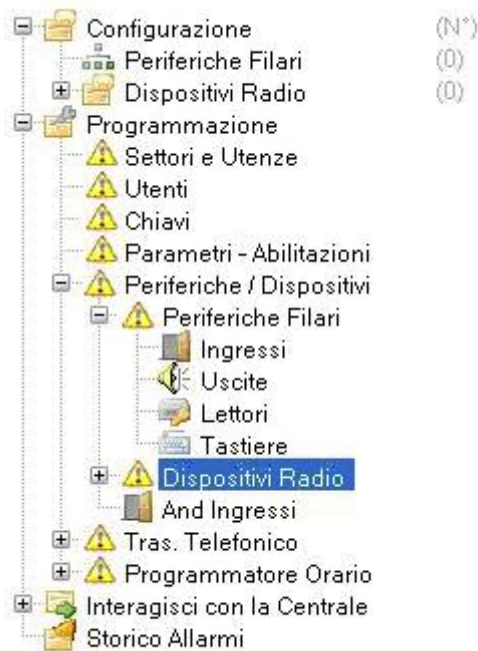 Configurazione (N°)
Periferiche Filari (0)
Dispositivi Radio (0)
Programmazione
Settori e Utenze
Utenti
Chiavi
Parametri - Abilitazioni
Periferiche / Dispositivi
Periferiche Filari
Ingressi
Uscite
Lettori
Tastiere
Dispositivi Radio
And Ingressi
Tras. Telefonico
Programmatore Orario
Interagisci con la Centrale
Storico Allarmi